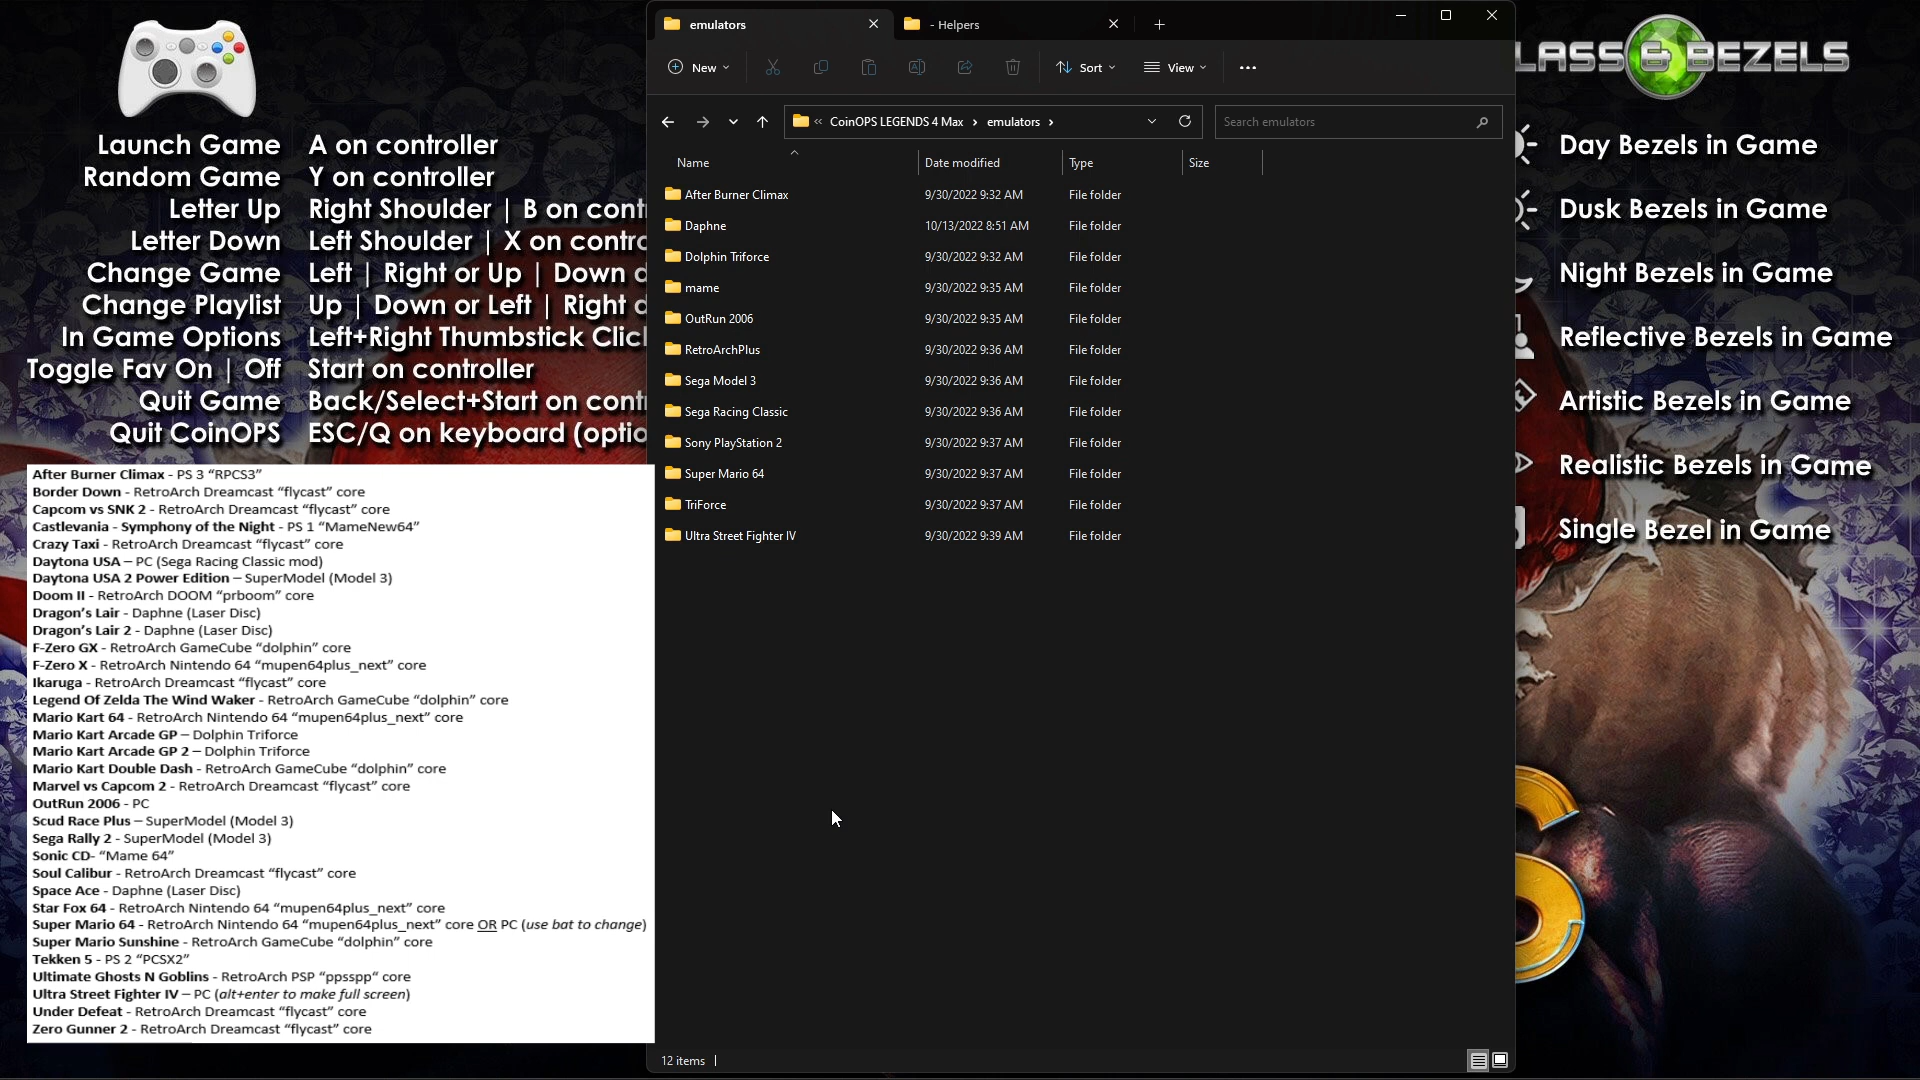 Launch Game A on controller
Random Game Y on controller
Letter Up Right Shoulder | B on cont
Letter Down Left Shoulder | X on contro
Change Game Left | Right or Up | Down
Change Playlist Up | Down or Left | Right
In Game Options Left+Right Thumbstick Clic
Toggle Fav On | Off Start on controller
Quit Game Back/Select+Start on cont
Quit CoinOPS ESC/Q on keyboard (optio
After Burner Climax - PS 3 “RPCS3”
Border Down - RetroArch Dreamcast “flycast” core
Capcom vs SNK 2 - RetroArch Dreamcast “flycast” core
Castlevania - Symphony of the Night - PS 1 “MameNew64”
Crazy Taxi - RetroArch Dreamcast “flycast” core
Daytona USA – PC (Sega Racing Classic mod)
Daytona USA 2 Power Edition – SuperModel (Model 3)
Doom II - RetroArch DOOM “prboom” core
Dragon’s Lair - Daphne (Laser Disc)
Dragon’s Lair 2 - Daphne (Laser Disc)
F-Zero GX - RetroArch GameCube “dolphin” core
F-Zero X - RetroArch Nintendo 64 “mupen64plus_next” core
Ikaruga - RetroArch Dreamcast “flycast” core
Legend Of Zelda The Wind Waker - RetroArch GameCube “dolphin” core
Mario Kart 64 - RetroArch Nintendo 64 “mupen64plus_next” core
Mario Kart Arcade GP – Dolphin Triforce
Mario Kart Arcade GP 2 – Dolphin Triforce
Mario Kart Double Dash - RetroArch GameCube “dolphin” core
Marvel vs Capcom 2 - RetroArch Dreamcast “flycast” core
OutRun 2006 - PC
Scud Race Plus – SuperModel (Model 3)
Sega Rally 2 - SuperModel (Model 3)
Sonic CD- “Mame 64”
Soul Calibur - RetroArch Dreamcast “flycast” core
Space Ace - Daphne (Laser Disc)
Star Fox 64 - RetroArch Nintendo 64 “mupen64plus_next” core
Super Mario 64 - RetroArch Nintendo 64 “mupen64plus_next” core OR PC (use bat to change)
Super Mario Sunshine - RetroArch GameCube “dolphin” core
Tekken 5 - PS 2 “PCSX2”
Ultimate Ghosts N Goblins - RetroArch PSP “ppsspp“ core
Ultra Street Fighter IV – PC (alt+enter to make full screen)
Under Defeat - RetroArch Dreamcast “flycast” core
Zero Gunner 2 - RetroArch Dreamcast “flycast” core
emulators
- Helpers
New
Sort
View
« CoinOPS LEGENDS 4 Max › emulators ›
Search emulators
Name Date modified Type Size
After Burner Climax 9/30/2022 9:32 AM File folder
Daphne 10/13/2022 8:51 AM File folder
Dolphin Triforce 9/30/2022 9:32 AM File folder
mame 9/30/2022 9:35 AM File folder
OutRun 2006 9/30/2022 9:35 AM File folder
RetroArchPlus 9/30/2022 9:36 AM File folder
Sega Model 3 9/30/2022 9:36 AM File folder
Sega Racing Classic 9/30/2022 9:36 AM File folder
Sony PlayStation 2 9/30/2022 9:37 AM File folder
Super Mario 64 9/30/2022 9:37 AM File folder
TriForce 9/30/2022 9:37 AM File folder
Ultra Street Fighter IV 9/30/2022 9:39 AM File folder
12 items
LASS & BEZELS
Day Bezels in Game
Dusk Bezels in Game
Night Bezels in Game
Reflective Bezels in Game
Artistic Bezels in Game
Realistic Bezels in Game
Single Bezel in Game